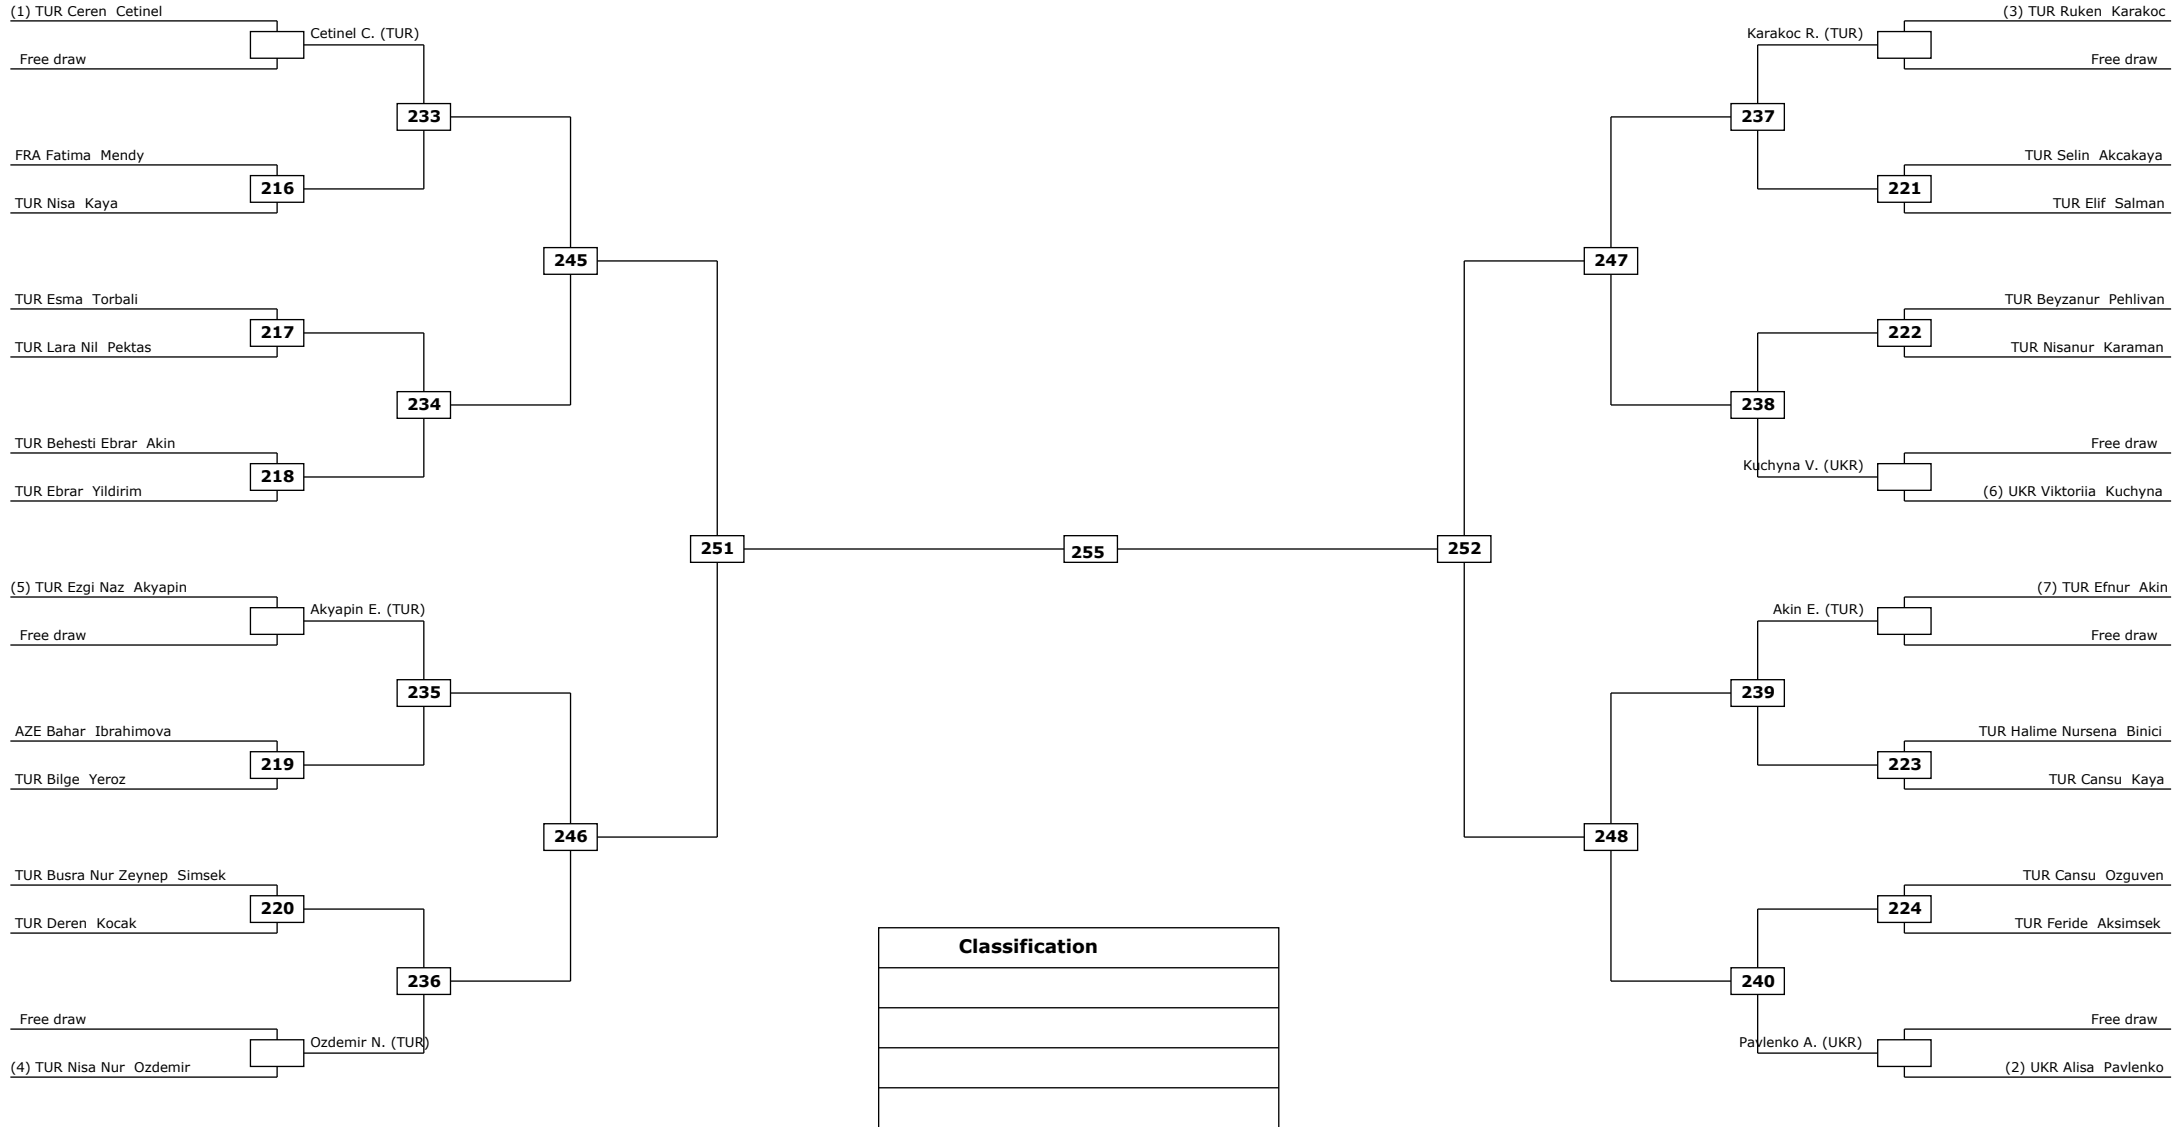 (1) TUR Ceren Cetinel
Cetinel C. (TUR)
Free draw
233
FRA Fatima Mendy
216
TUR Nisa Kaya
245
TUR Esma Torbali
217
TUR Lara Nil Pektas
234
TUR Behesti Ebrar Akin
218
TUR Ebrar Yildirim
251
(5) TUR Ezgi Naz Akyapin
Akyapin E. (TUR)
Free draw
235
AZE Bahar Ibrahimova
219
TUR Bilge Yeroz
246
TUR Busra Nur Zeynep Simsek
220
TUR Deren Kocak
236
Free draw
Ozdemir N. (TUR)
(4) TUR Nisa Nur Ozdemir
255
Classification
(3) TUR Ruken Karakoc
Karakoc R. (TUR)
Free draw
237
TUR Selin Akcakaya
221
TUR Elif Salman
247
TUR Beyzanur Pehlivan
222
TUR Nisanur Karaman
238
Free draw
Kuchyna V. (UKR)
(6) UKR Viktoriia Kuchyna
252
(7) TUR Efnur Akin
Akin E. (TUR)
Free draw
239
TUR Halime Nursena Binici
223
TUR Cansu Kaya
248
TUR Cansu Ozguven
224
TUR Feride Aksimsek
240
Free draw
Pavlenko A. (UKR)
(2) UKR Alisa Pavlenko